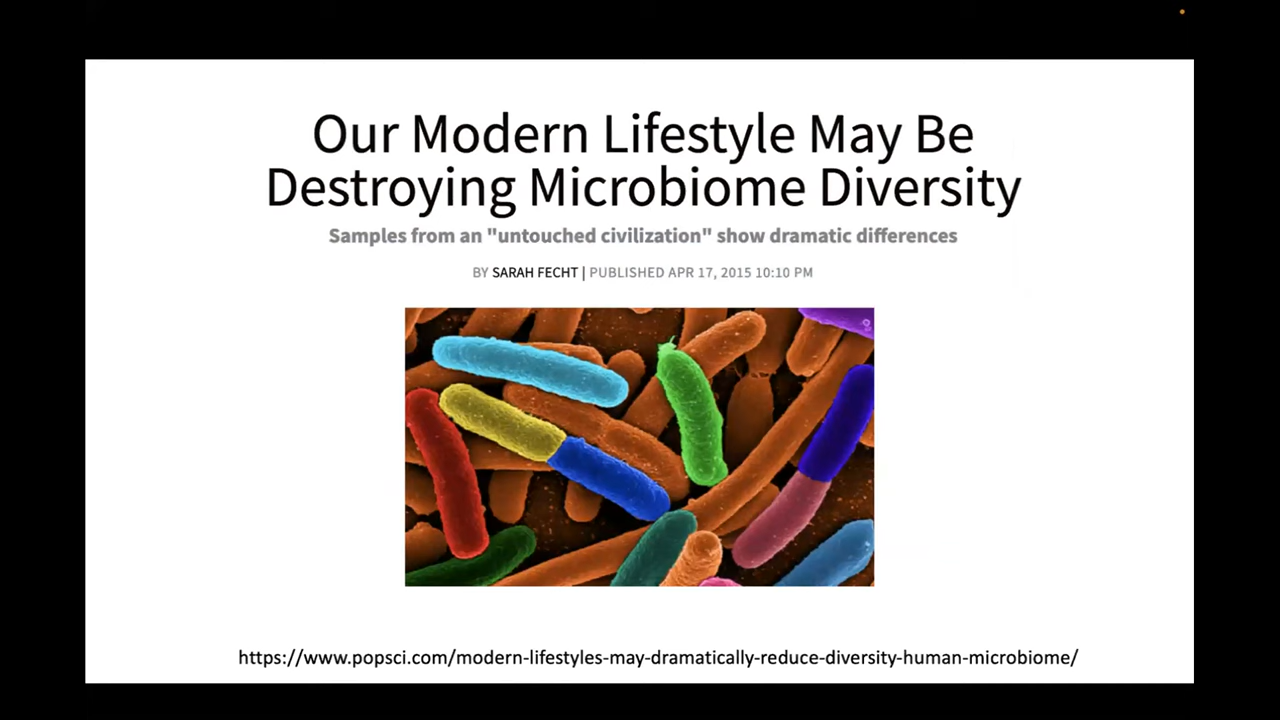 Our Modern Lifestyle May Be
Destroying Microbiome Diversity
Samples from an "untouched civilization" show dramatic differences
BY SARAH FECHT | PUBLISHED APR 17, 2015 10:10 PM
https://www.popsci.com/modern-lifestyles-may-dramatically-reduce-diversity-human-microbiome/